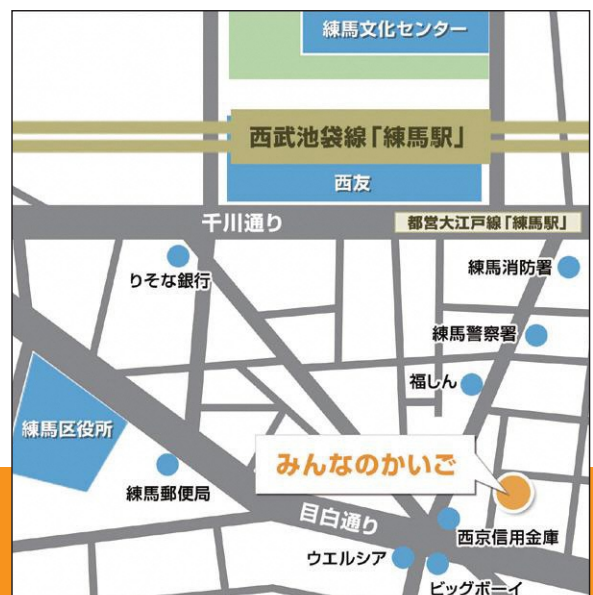 練馬文化センター
西武池袋線「練馬駅」
西友
千川通り
都営大江戸線「練馬駅」
りそな銀行
練馬消防署
練馬警察署
福しん
練馬区役所
みんなのかいご
練馬郵便局
目白通り
西京信用金庫
ウエルシア
ビッグボーイ